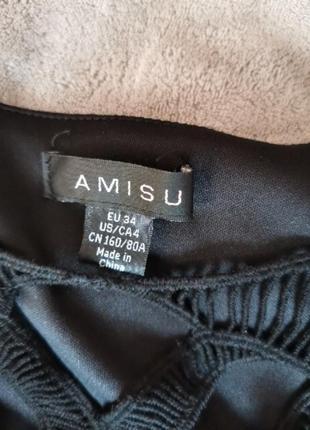 AMISU
EU 34
US/CA4
CN 160/80A
Made in
China